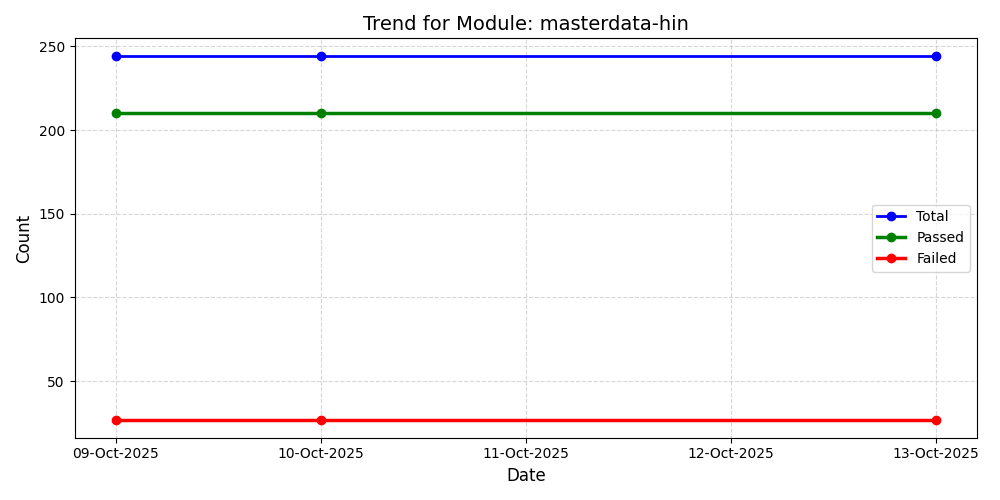 Trend for Module: masterdata-hin
250
200
150
100
50
Count
Total
Passed
Failed
09-Oct-2025 10-Oct-2025 11-Oct-2025 12-Oct-2025 13-Oct-2025
Date